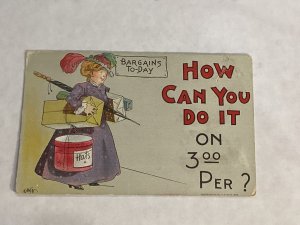 BARGAINS
TO-DAY
HOW
CAN YOU
DO IT
ON
3 00
PER?
Hats